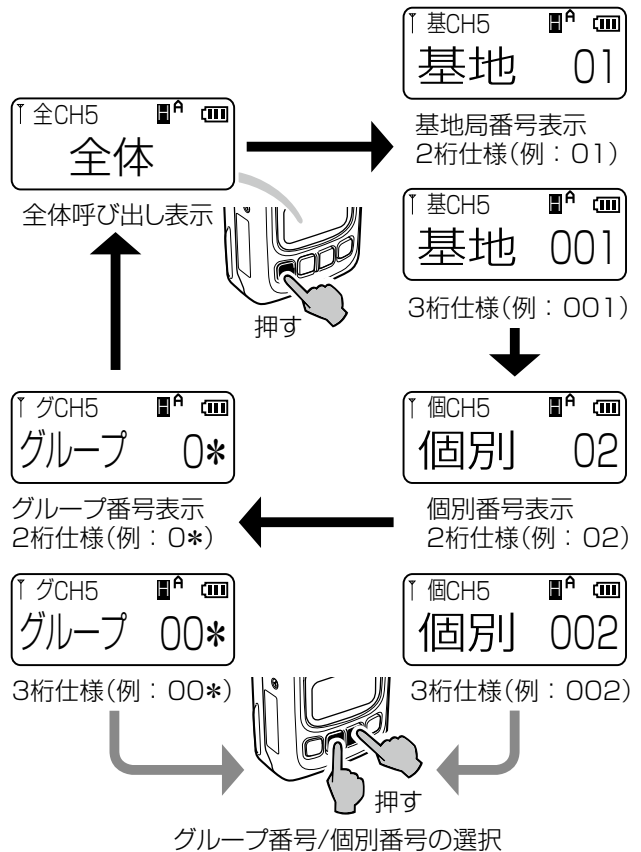 基CH5 A
基地 01
基地局番号表示
2桁仕様(例：01)
全CH5 A
全体
全体呼び出し表示
基CH5 A
基地 001
3桁仕様(例：001)
押す
グCH5 A
グループ 0*
グループ番号表示
2桁仕様(例：0*)
個CH5 A
個別 02
個別番号表示
2桁仕様(例：02)
グCH5 A
グループ 00*
3桁仕様(例：00*)
個CH5 A
個別 002
3桁仕様(例：002)
押す
グループ番号/個別番号の選択